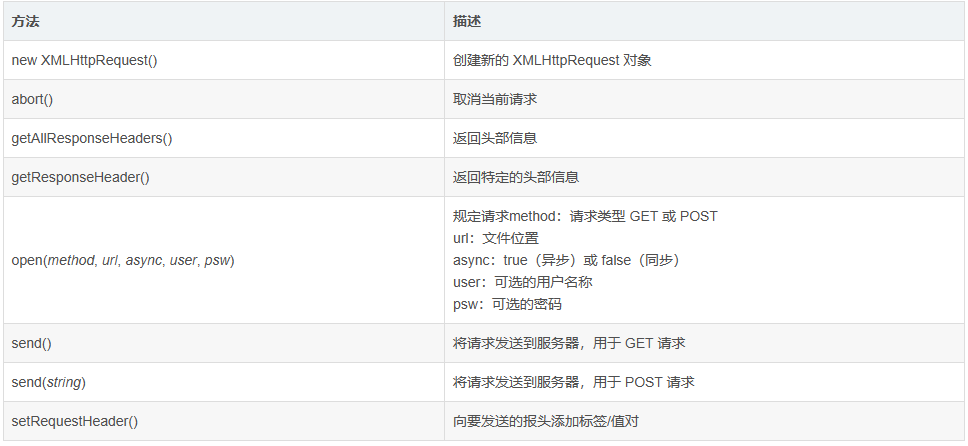 方法 描述
new XMLHttpRequest() 创建新的 XMLHttpRequest 对象
abort() 取消当前请求
getAllResponseHeaders() 返回头部信息
getResponseHeader() 返回特定的头部信息
open(method, url, async, user, psw) 规定请求method：请求类型 GET 或 POST
url：文件位置
async：true（异步）或 false（同步）
user：可选的用户名称
psw：可选的密码
send() 将请求发送到服务器，用于 GET 请求
send(string) 将请求发送到服务器，用于 POST 请求
setRequestHeader() 向要发送的报头添加标签/值对